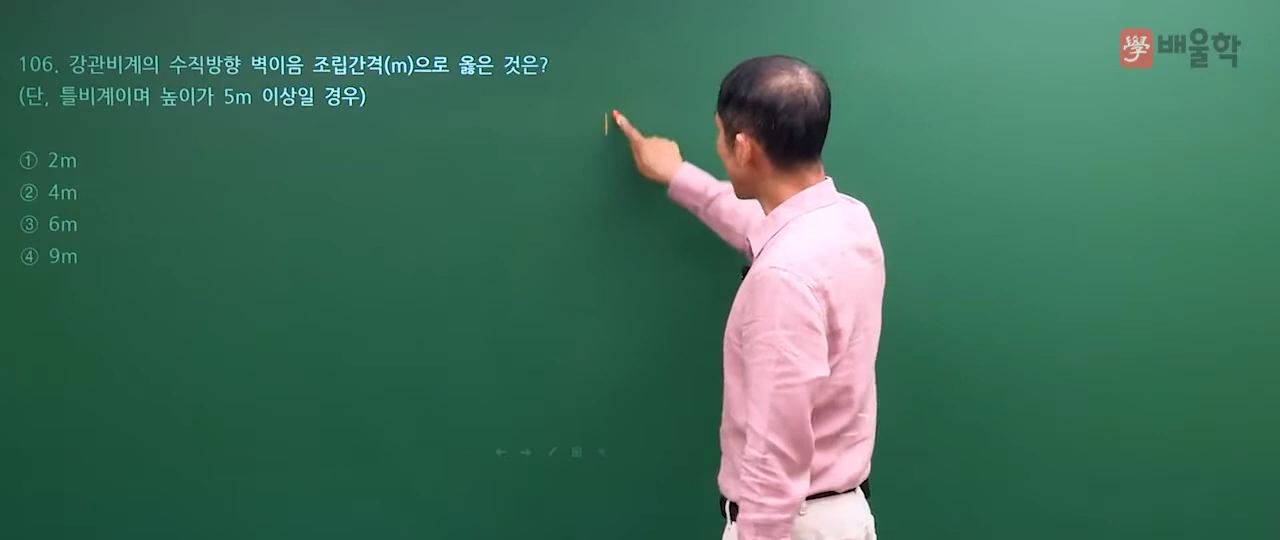 學 배울학
106. 강관비계의 수직방향 벽이음 조립간격(m)으로 옳은 것은?
(단, 틀비계이며 높이가 5m 이상일 경우)
① 2m
② 4m
③ 6m
④ 9m